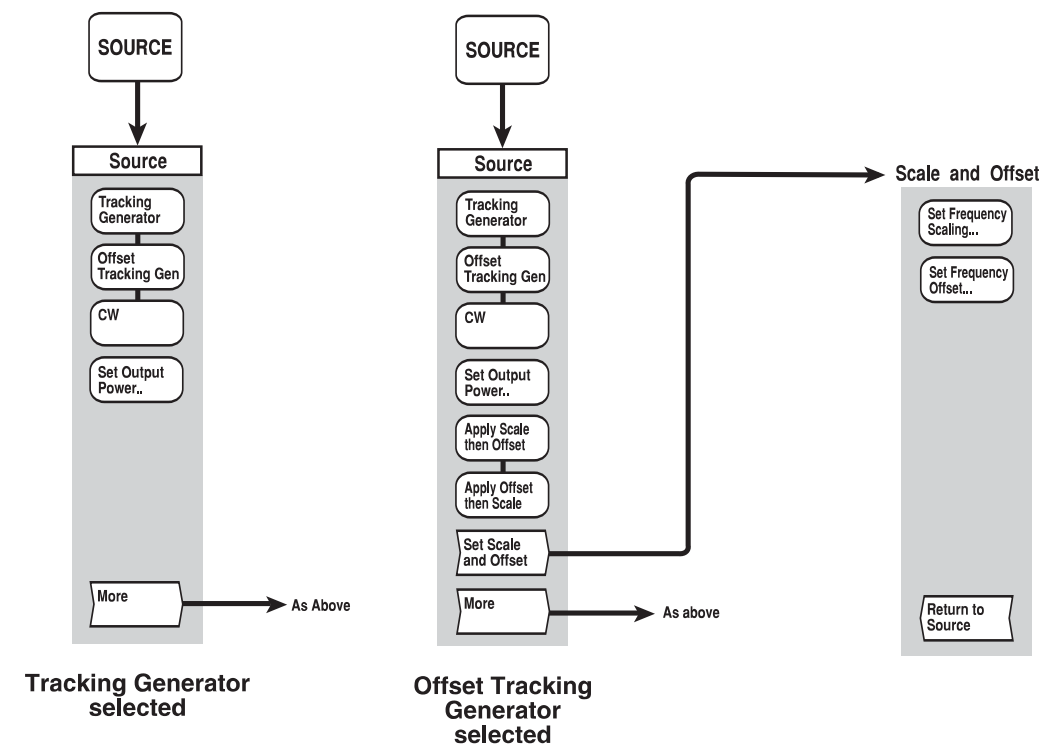 SOURCE
Source
Tracking
Generator
Offset
Tracking Gen
CW
Set Output
Power..
More
As Above
Tracking Generator
selected
SOURCE
Source
Tracking
Generator
Offset
Tracking Gen
CW
Set Output
Power..
Apply Scale
then Offset
Apply Offset
then Scale
Set Scale
and Offset
More
As above
Offset Tracking
Generator
selected
Scale and Offset
Set Frequency
Scaling...
Set Frequency
Offset...
Return to
Source